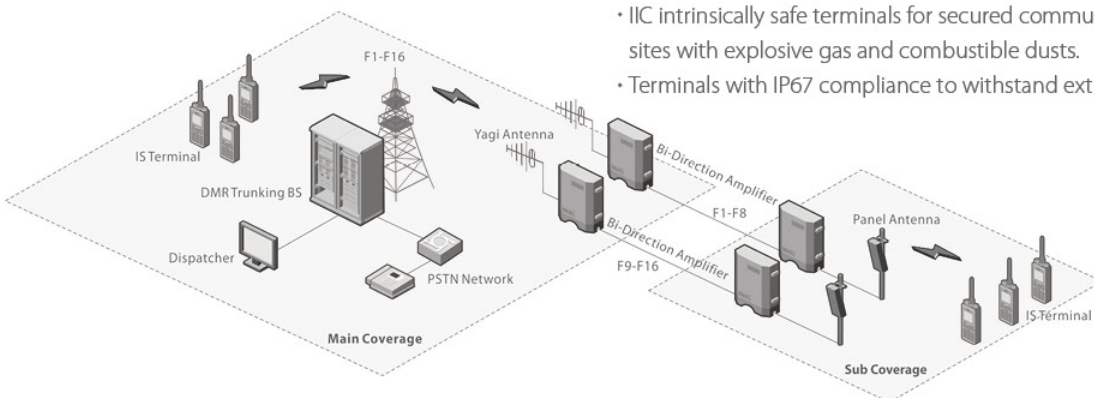 • IIC intrinsically safe terminals for secured commu
sites with explosive gas and combustible dusts.
• Terminals with IP67 compliance to withstand ext
F1-F16
Yagi Antenna
IS Terminal
DMR Trunking BS
Bi-Direction Amplifier
F1-F8
Panel Antenna
Bi-Direction Amplifier
F9-F16
Dispatcher
PSTN Network
IS Terminal
Main Coverage
Sub Coverage